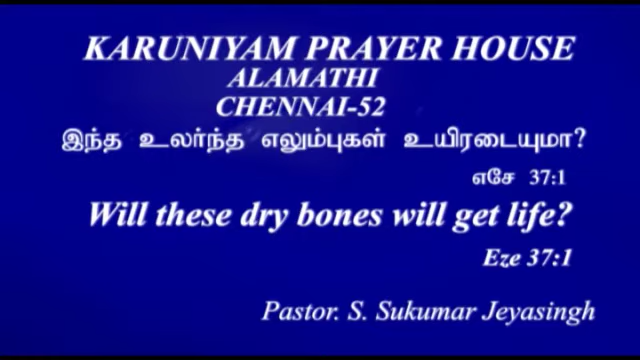 KARUNIYAM PRAYER HOUSE
ALAMATHI
CHENNAI-52
இந்த உலர்ந்த எலும்புகள் உயிரடையுமா?
எசே 37:1
Will these dry bones will get life?
Eze 37:1
Pastor. S. Sukumar Jeyasingh